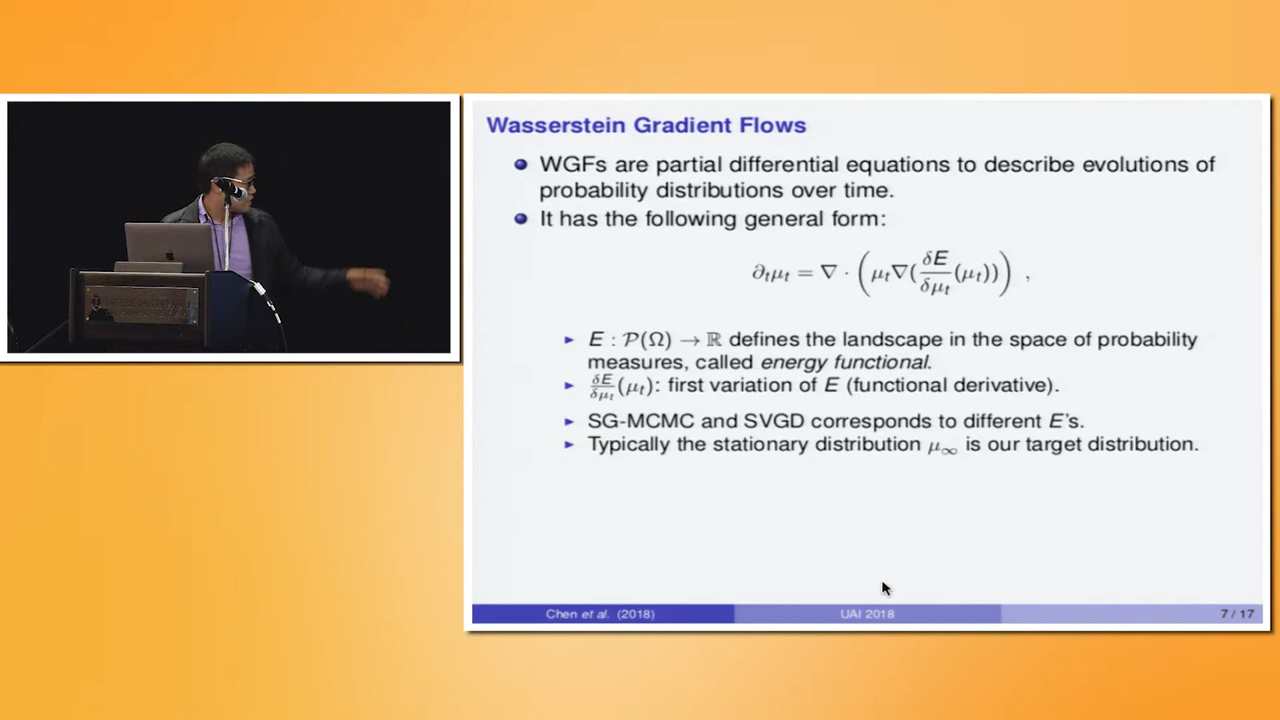 Wasserstein Gradient Flows
WGFs are partial differential equations to describe evolutions of
probability distributions over time.
It has the following general form:
∂ₜμₜ = ∇ · (μₜ∇(δE/δμₜ(μₜ))) ,
E : P(Ω) → ℝ defines the landscape in the space of probability
measures, called energy functional.
δE/δμₜ(μₜ): first variation of E (functional derivative).
SG-MCMC and SVGD corresponds to different E's.
Typically the stationary distribution μ∞ is our target distribution.
Chen et al. (2018)
UAI 2018
7 / 17